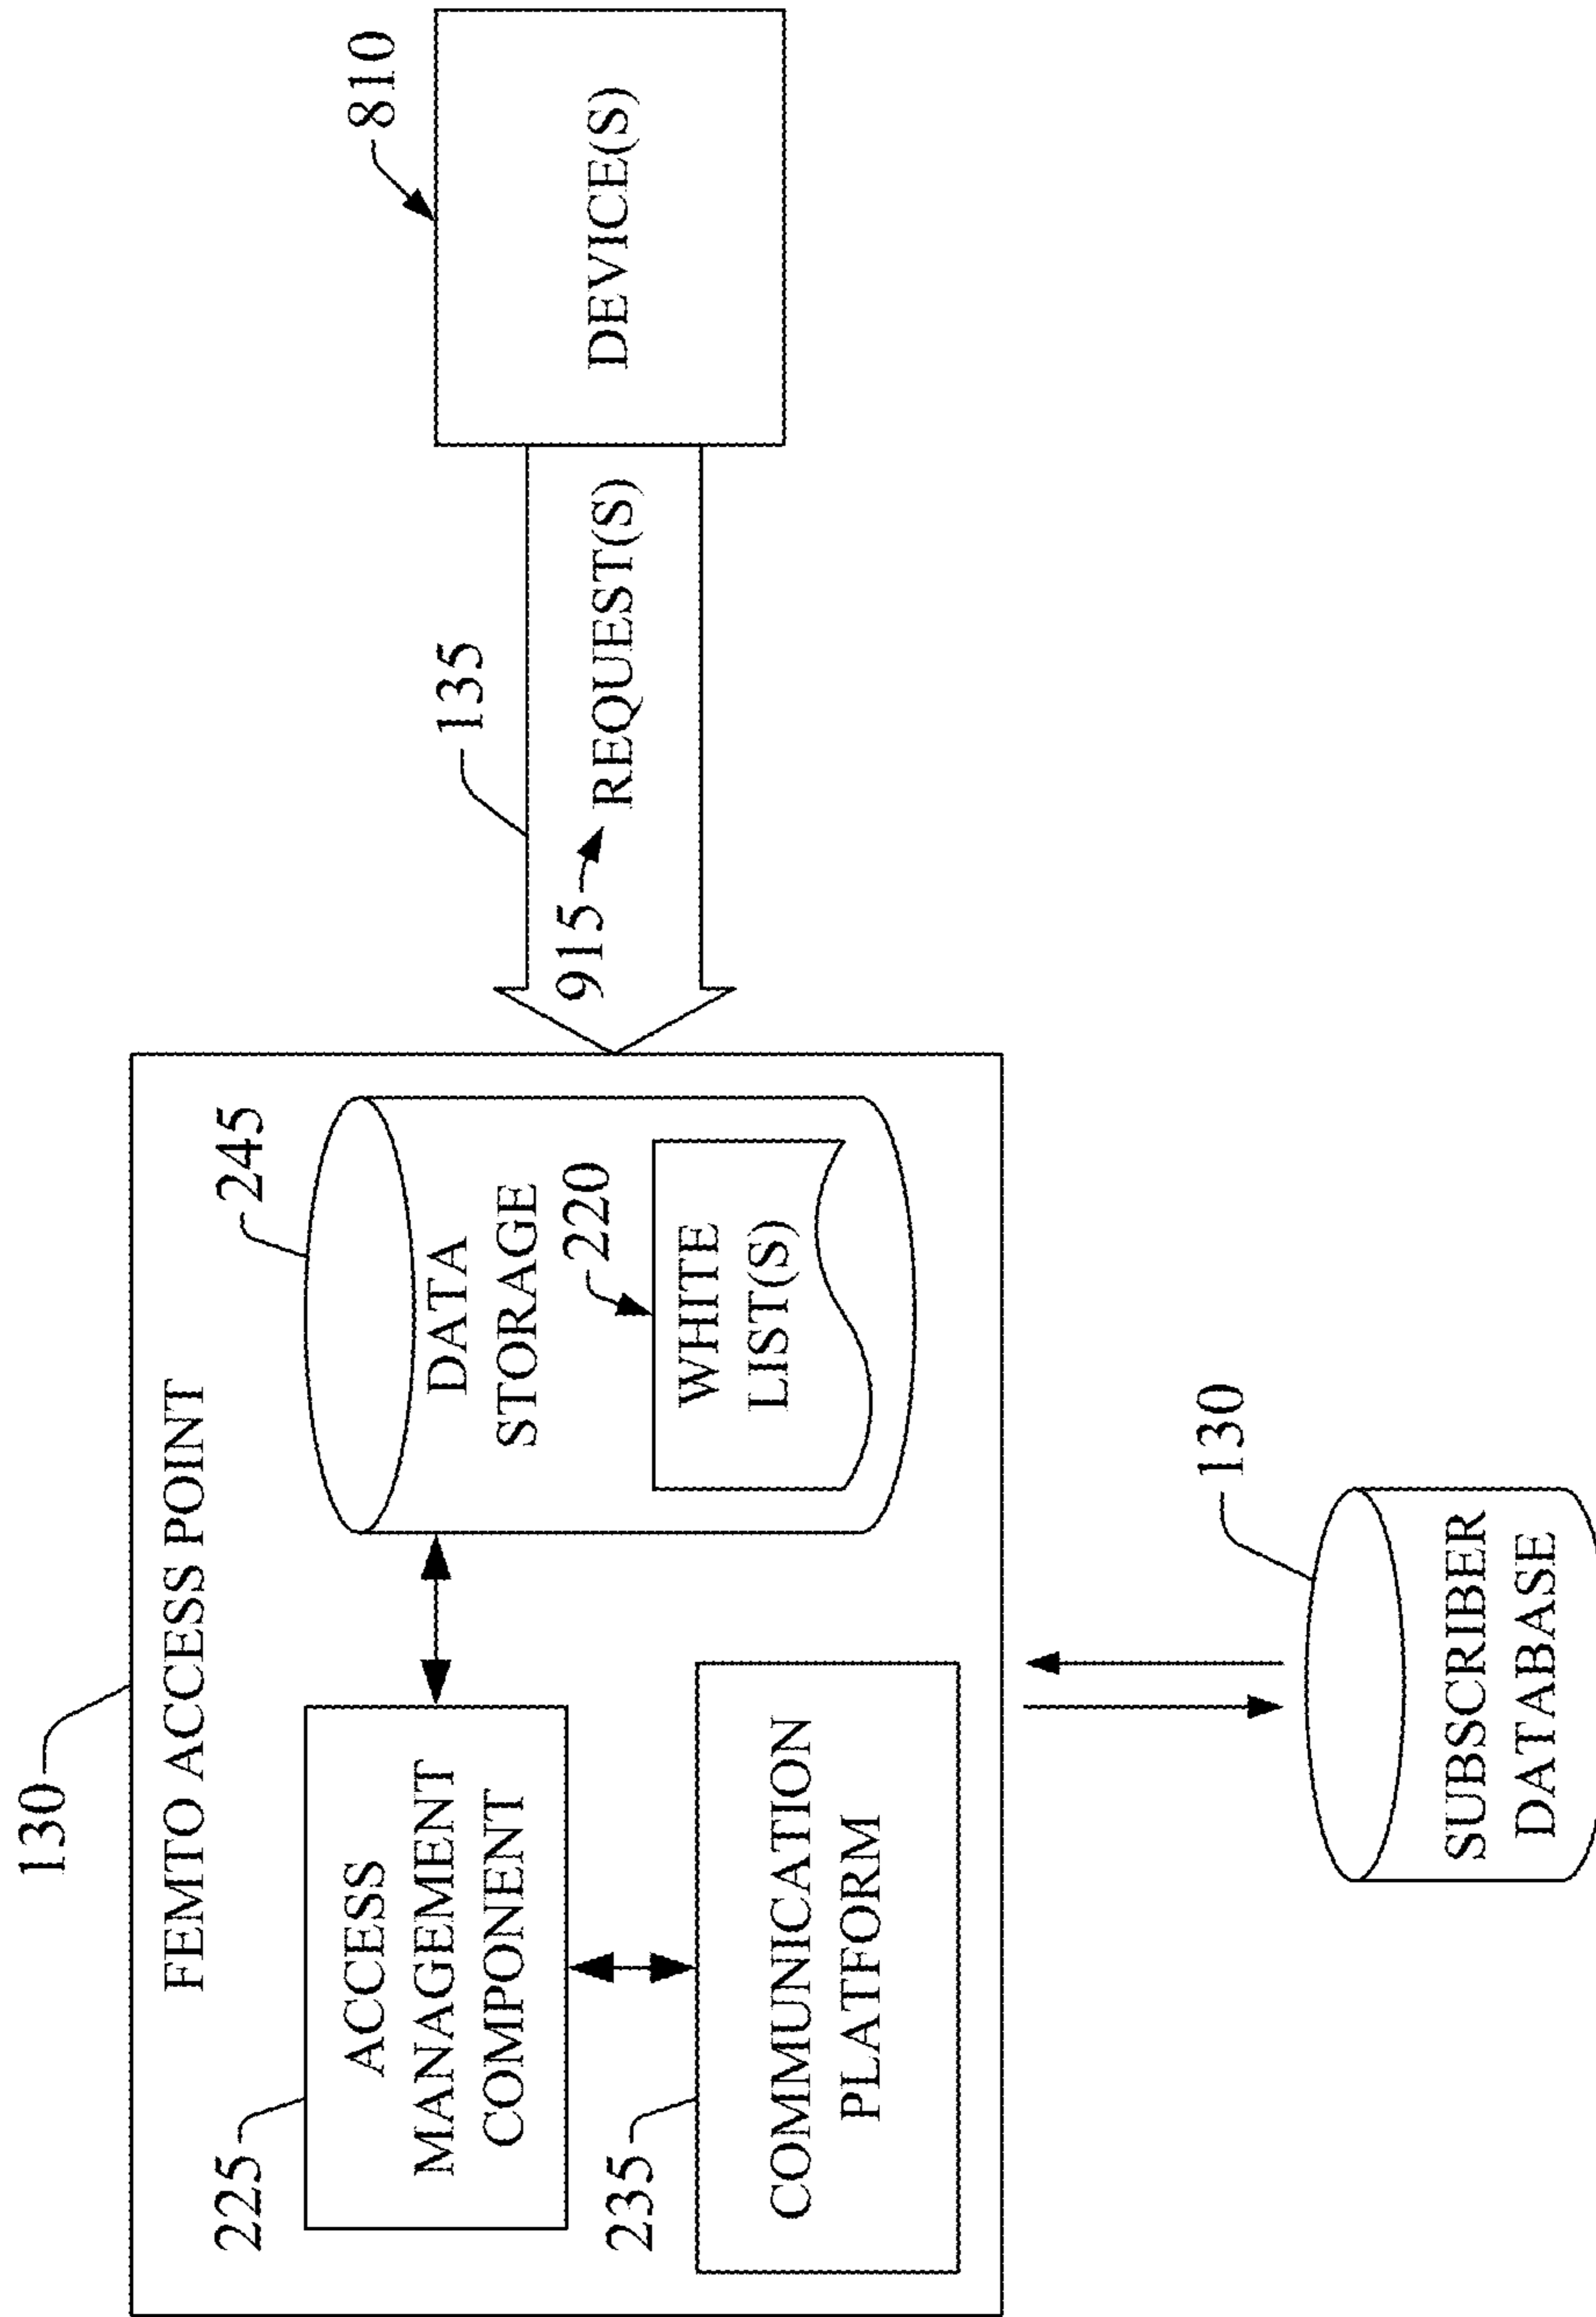 130
FEMTO ACCESS POINT
225
ACCESS
MANAGEMENT
COMPONENT
245
DATA
STORAGE
220
WHITE
LIST(S)
235
COMMUNICATION
PLATFORM
135
915
REQUEST(S)
810
DEVICE(S)
130
SUBSCRIBER
DATABASE